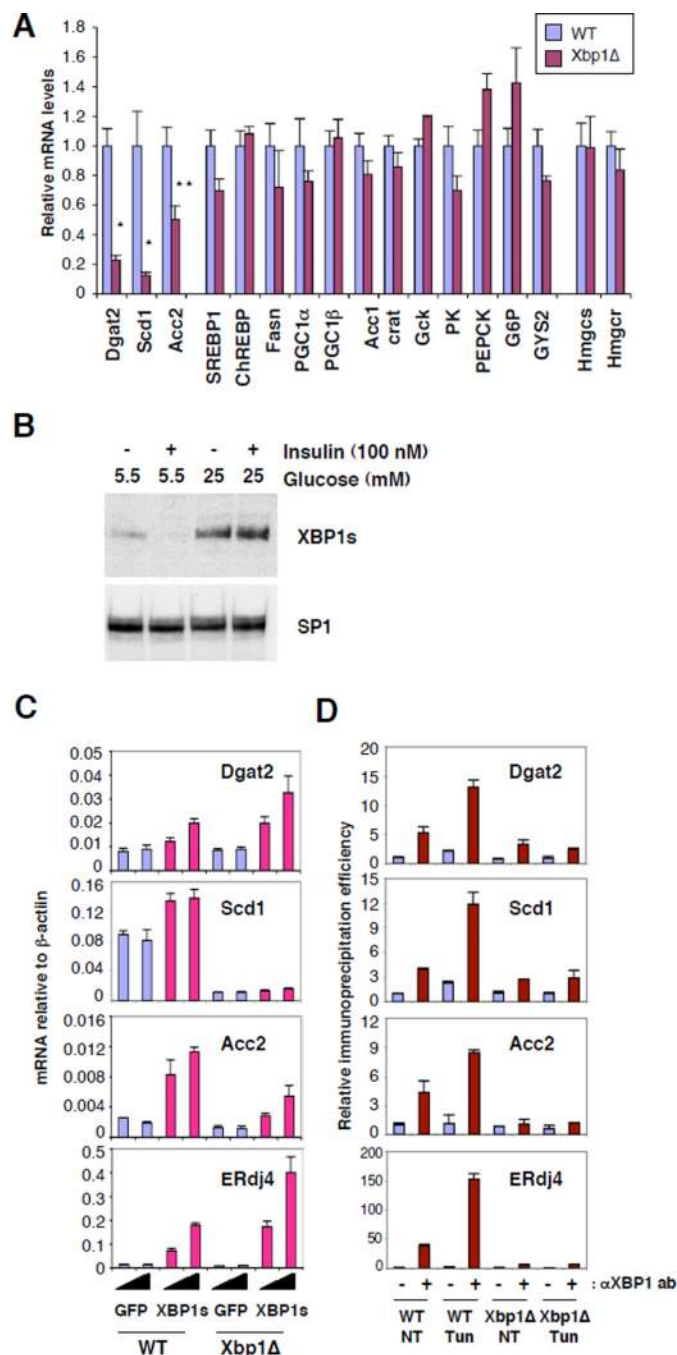 A
WT
Xbp1Δ
Relative mRNA levels
1.8
1.6
1.4
1.2
1.0
0.8
0.6
0.4
0.2
0
*
*
* *
Dgat2
Scd1
Acc2
SREBP1
ChREBP
Fasn
PGC1α
PGC1β
Acc1
crat
Gck
PK
PEPCK
G6P
GYS2
Hmgcs
Hmgcr
B
- + - + Insulin (100 nM)
5.5 5.5 25 25 Glucose (mM)
XBP1s
SP1
C
mRNA relative to β-actiin
Dgat2
0.05
0.04
0.03
0.02
0.01
0
Scd1
0.16
0.12
0.08
0.04
0
Acc2
0.016
0.012
0.008
0.004
0
ERdj4
0.5
0.4
0.3
0.2
0.1
0
GFP XBP1s GFP XBP1s
WT Xbp1Δ
D
Relative immunoprecipitation efficiency
Dgat2
20
15
10
5
0
Scd1
15
12
9
6
3
0
Acc2
12
9
6
3
0
ERdj4
200
150
100
50
0
- + - + - + - + : αXBP1 ab
WT WT Xbp1Δ Xbp1Δ
NT Tun NT Tun